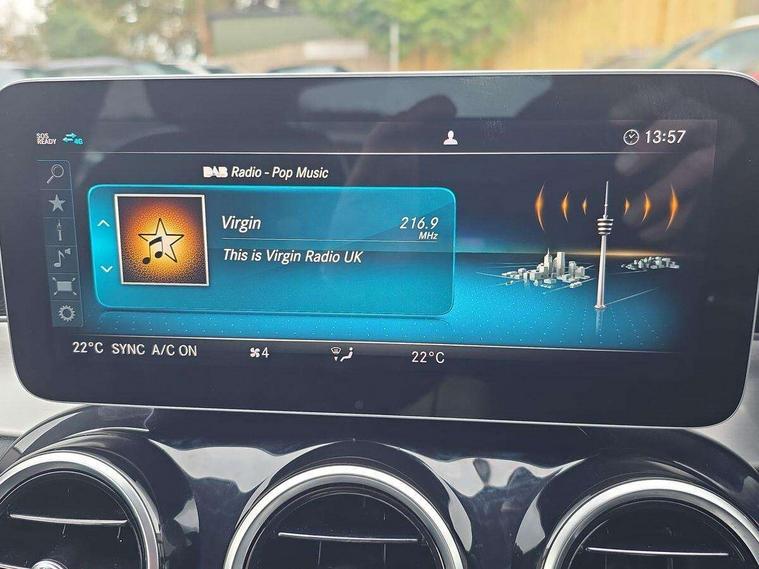 SOS
READY
4G
13:57
DAB Radio - Pop Music
Virgin
216.9
MHz
This is Virgin Radio UK
22°C SYNC A/C ON
4
22°C